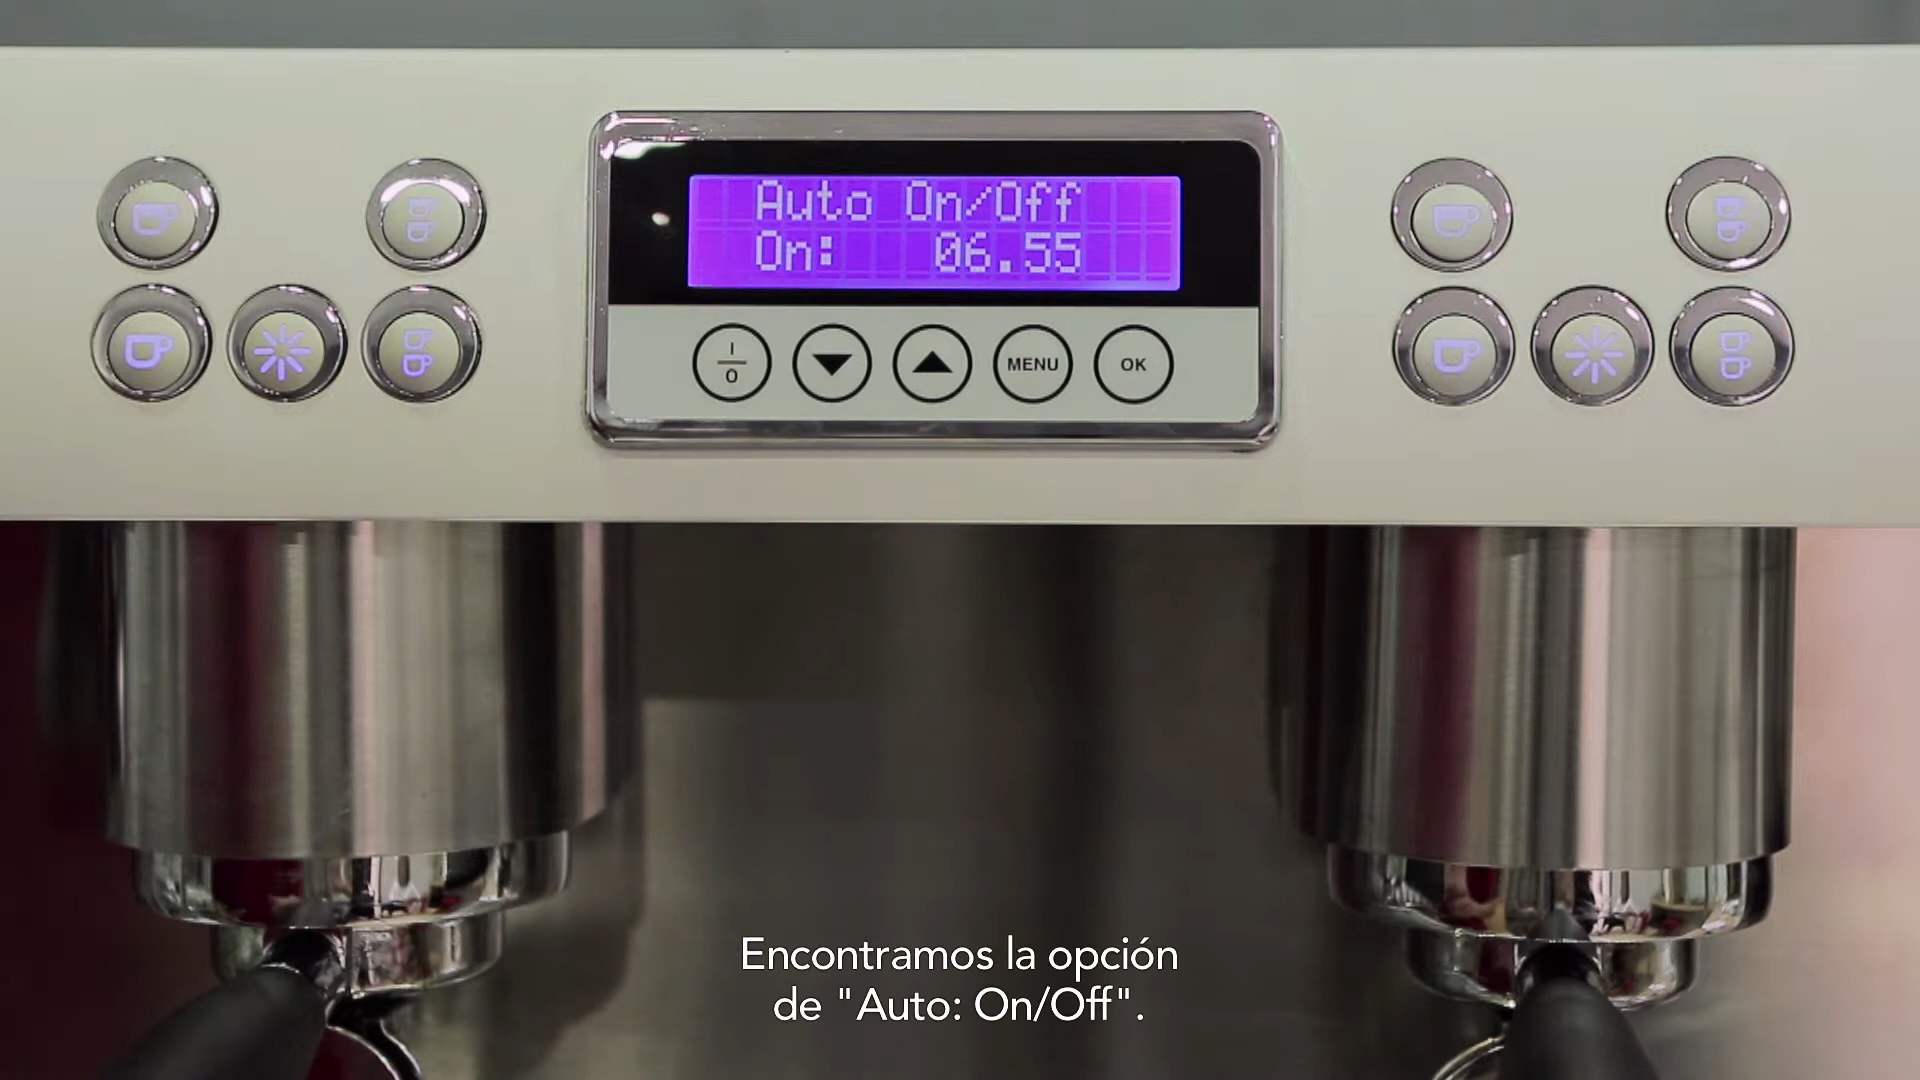 Auto On/Off
On: 06.55
I
0
MENU
OK
Encontramos la opción
de "Auto: On/Off".